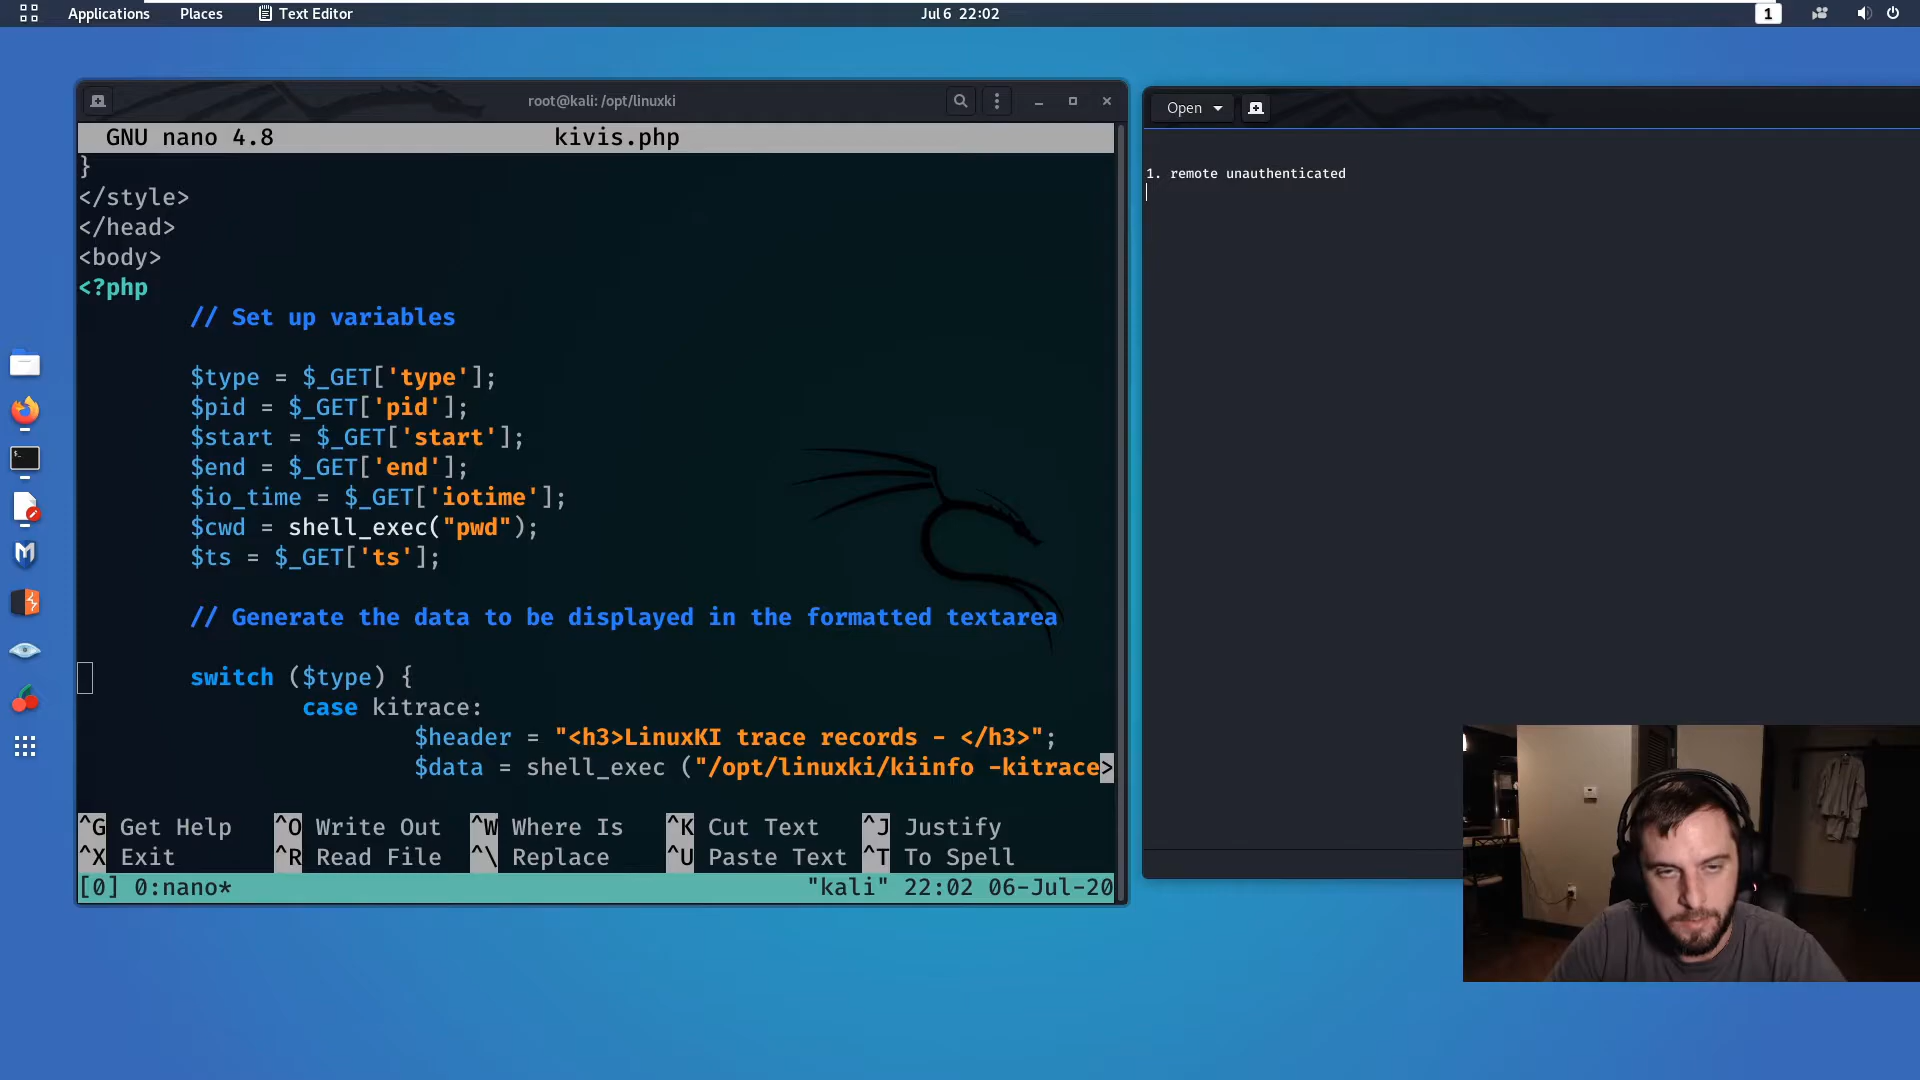 Applications Places Text Editor Jul 6 22:02 1
root@kali: /opt/linuxki
GNU nano 4.8 kivis.php
}
</style>
</head>
<body>
<?php
// Set up variables
$type = $_GET['type'];
$pid = $_GET['pid'];
$start = $_GET['start'];
$end = $_GET['end'];
$io_time = $_GET['iotime'];
$cwd = shell_exec("pwd");
$ts = $_GET['ts'];
// Generate the data to be displayed in the formatted textarea
switch ($type) {
case kitrace:
$header = "<h3>LinuxKI trace records - </h3>";
$data = shell_exec ("/opt/linuxki/kiinfo -kitrace>
^G Get Help ^O Write Out ^W Where Is ^K Cut Text ^J Justify
^X Exit ^R Read File ^\ Replace ^U Paste Text ^T To Spell
[0] 0:nano* "kali" 22:02 06-Jul-20
Open
1. remote unauthenticated